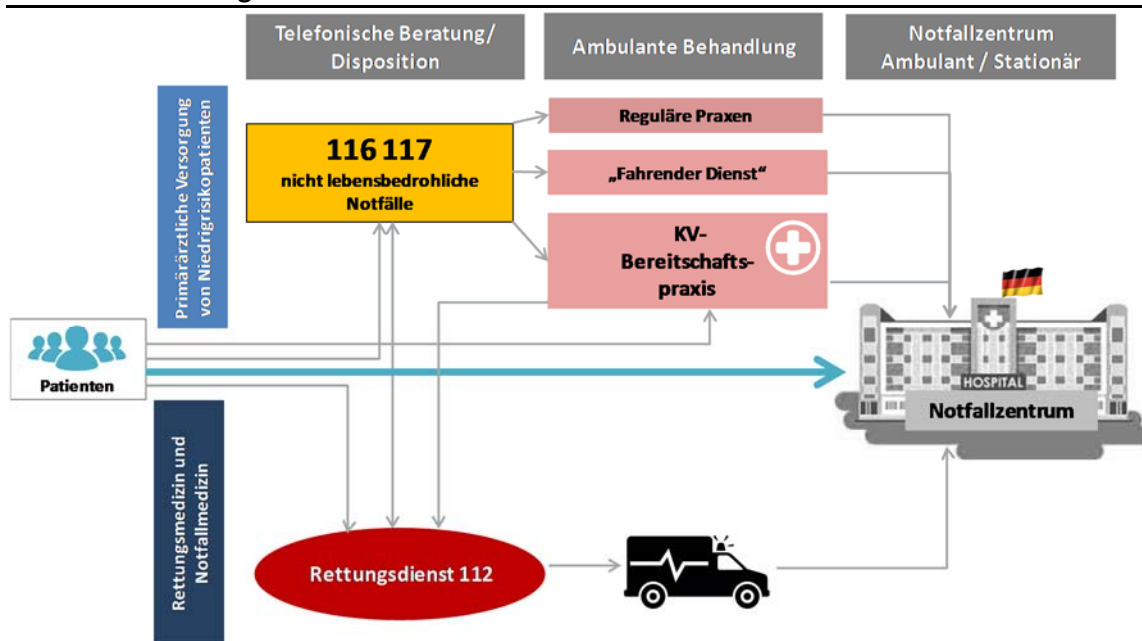 Telefonische Beratung/
Disposition
Ambulante Behandlung
Notfallzentrum
Ambulant / Stationär
Primärärztliche Versorgung
von Niedrigrisikopatienten
116 117
nicht lebensbedrohliche
Notfälle
Reguläre Praxen
„Fahrender Dienst“
KV-
Bereitschafts-
praxis
Patienten
HOSPITAL
Notfallzentrum
Rettungsmedizin und
Notfallmedizin
Rettungsdienst 112